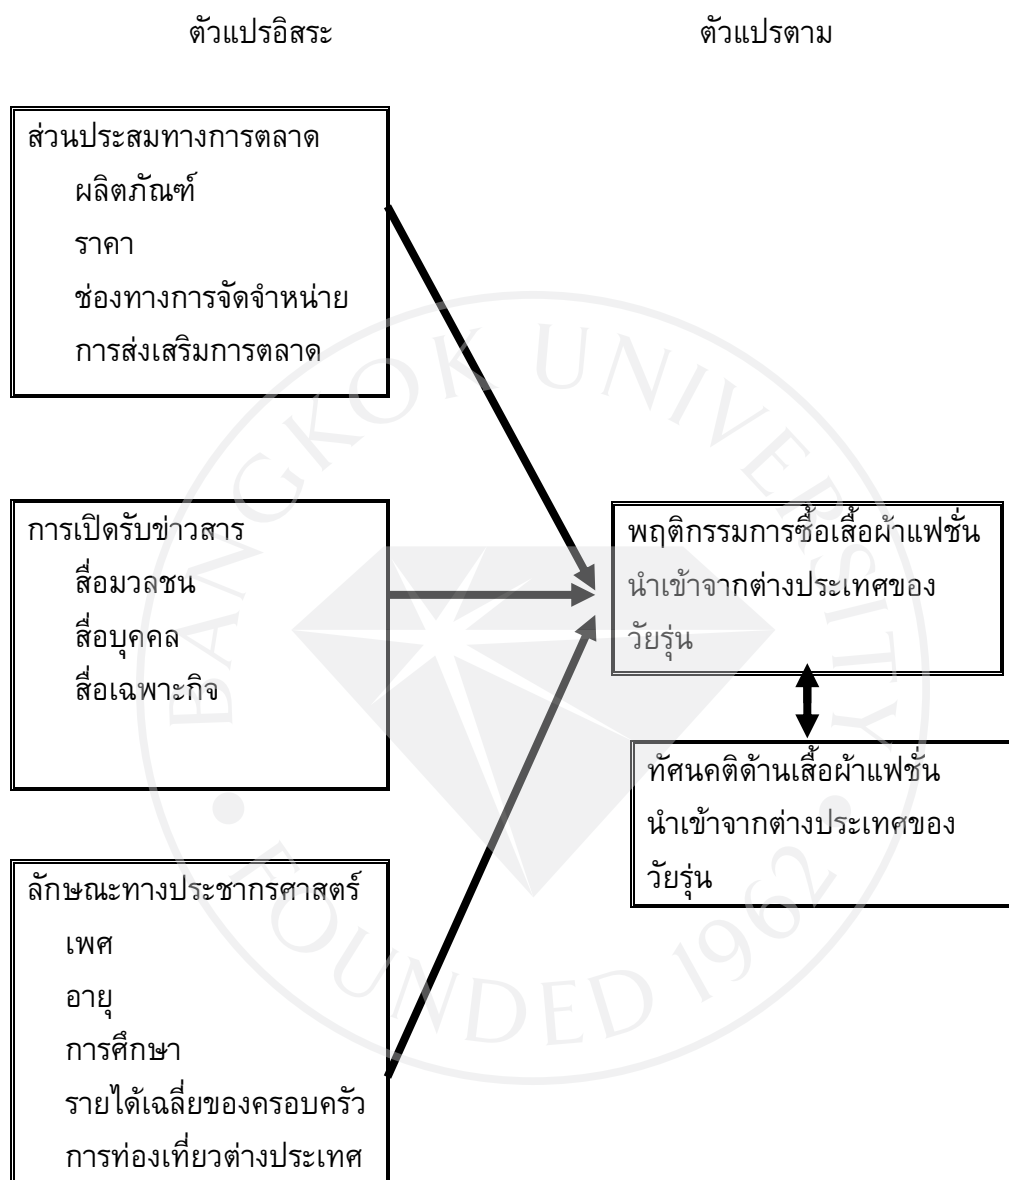 ตัวแปรอิสระ
ตัวแปรตาม
ส่วนประสมทางการตลาด
ผลิตภัณฑ์
ราคา
ช่องทางการจัดจำหน่าย
การส่งเสริมการตลาด
การเปิดรับข่าวสาร
สื่อมวลชน
สื่อบุคคล
สื่อเฉพาะกิจ
พฤติกรรมการซื้อเสื้อผ้าแฟชั่น
นำเข้าจากต่างประเทศของ
วัยรุ่น
ทัศนคติด้านเสื้อผ้าแฟชั่น
นำเข้าจากต่างประเทศของ
วัยรุ่น
ลักษณะทางประชากรศาสตร์
เพศ
อายุ
การศึกษา
รายได้เฉลี่ยของครอบครัว
การท่องเที่ยวต่างประเทศ
BANGKOK UNIVERSITY
FOUNDED 1962